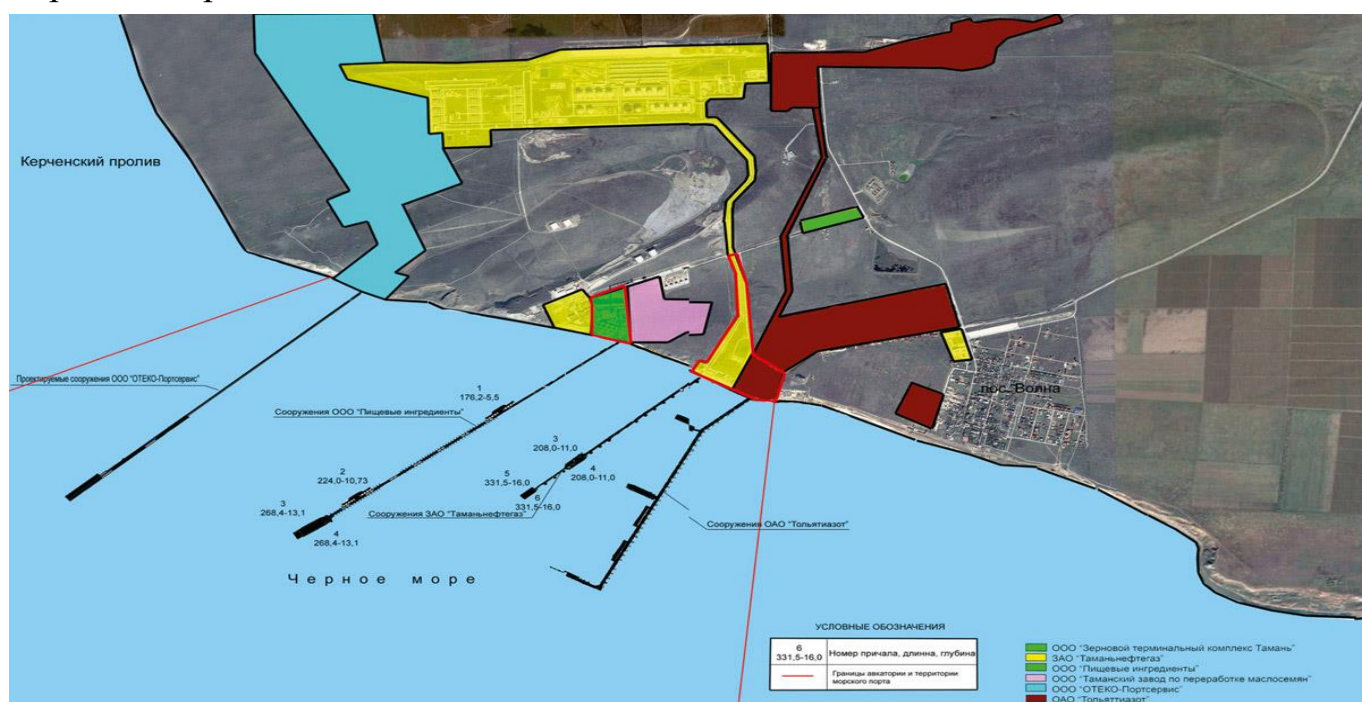 Керченский пролив
Проектируемые сооружения ООО "ОТЕКО-Портсервис"
1
176,2-5,5
Сооружения ООО "Пищевые ингредиенты"
2
224,0-10,73
3
268,4-13,1
4
268,4-13,1
3
208,0-11,0
4
208,0-11,0
5
331,5-16,0
6
331,5-16,0
Сооружения ЗАО "Таманьнефтегаз"
Сооружения ОАО "Тольятиазот"
пос. Волна
Черное море
УСЛОВНЫЕ ОБОЗНАЧЕНИЯ
6
331,5-16,0
Номер причала, длинна, глубина
Границы акватории и территории
морского порта
ООО "Зерновой терминальный комплекс Тамань"
ЗАО "Таманьнефтегаз"
ООО "Пищевые ингредиенты"
ООО "Таманский завод по переработке маслосемян"
ООО "ОТЕКО-Портсервис"
ОАО "Тольяттиазот"